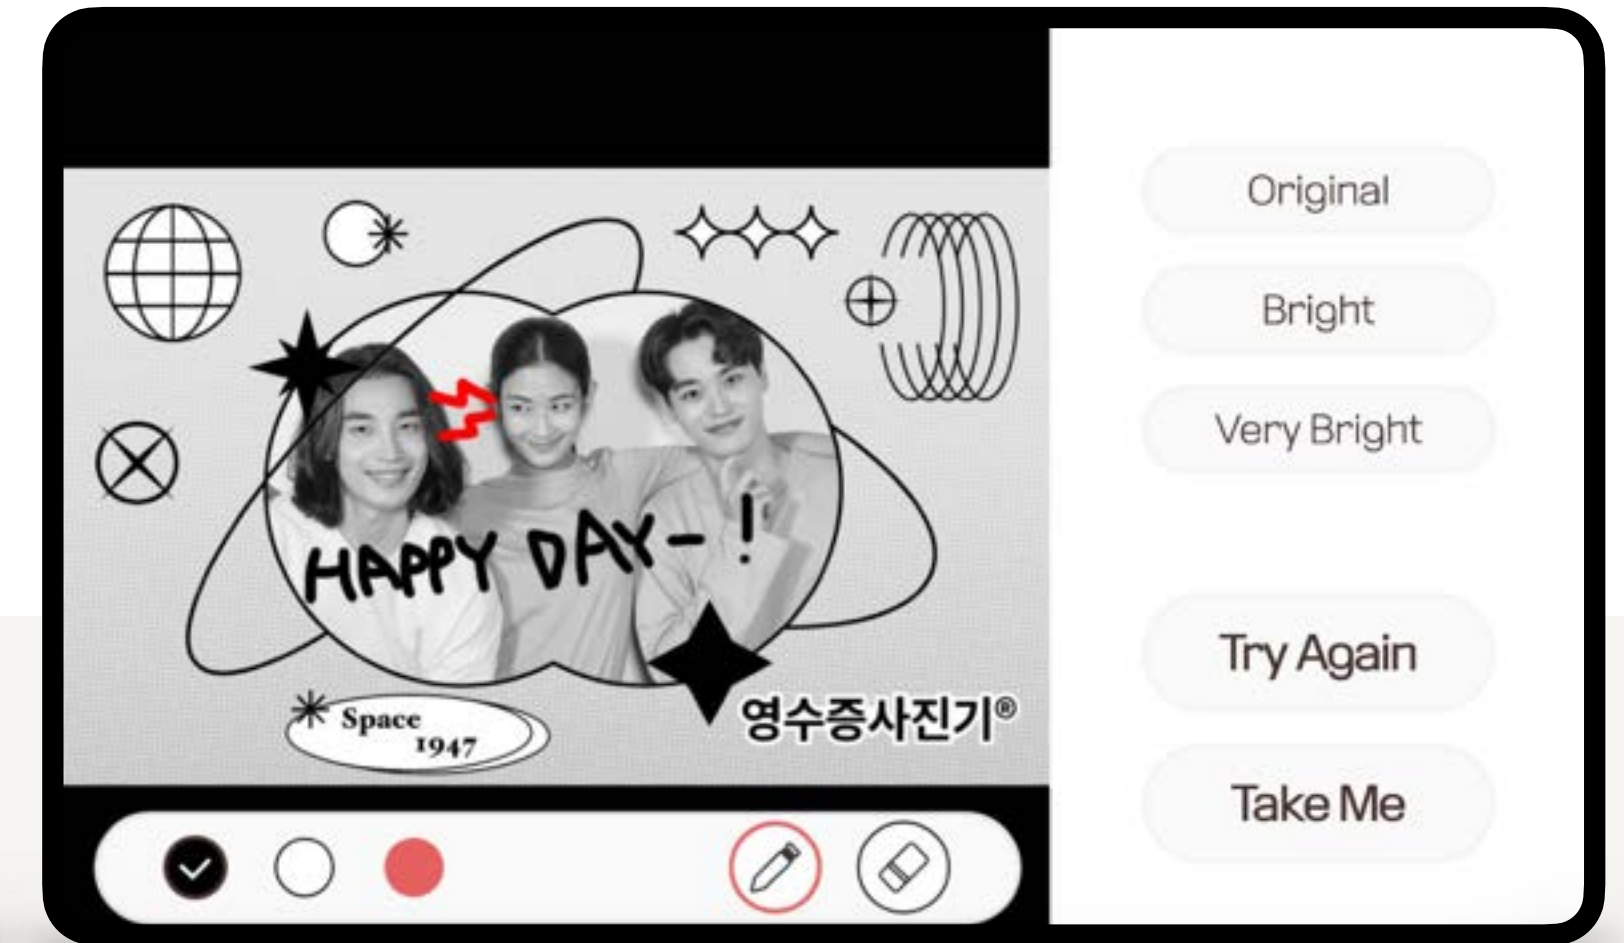 HAPPY DAY- !
Space
1947
영수증사진기®
Original
Bright
Very Bright
Try Again
Take Me